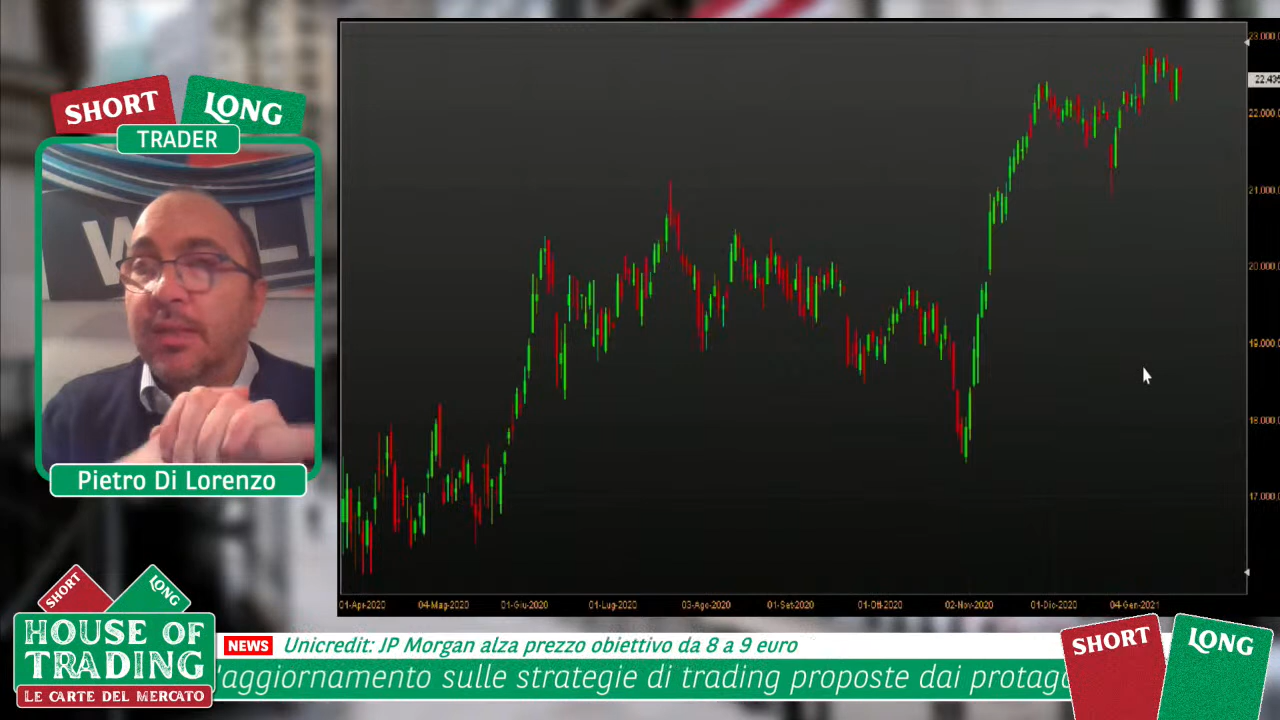 SHORT
LONG
TRADER
Pietro Di Lorenzo
23.000
22.000
21.000
20.000
19.000
18.000
17.000
01-Apr-2020 04-Mag-2020 01-Giu-2020 01-Lug-2020 03-Ago-2020 01-Set-2020 01-Ott-2020 02-Nov-2020 01-Dic-2020 04-Gen-2021
SHORT
LONG
HOUSE OF
TRADING
LE CARTE DEL MERCATO
NEWS Unicredit: JP Morgan alza prezzo obiettivo da 8 a 9 euro
'aggiornamento sulle strategie di trading proposte dai protag
SHORT
LONG